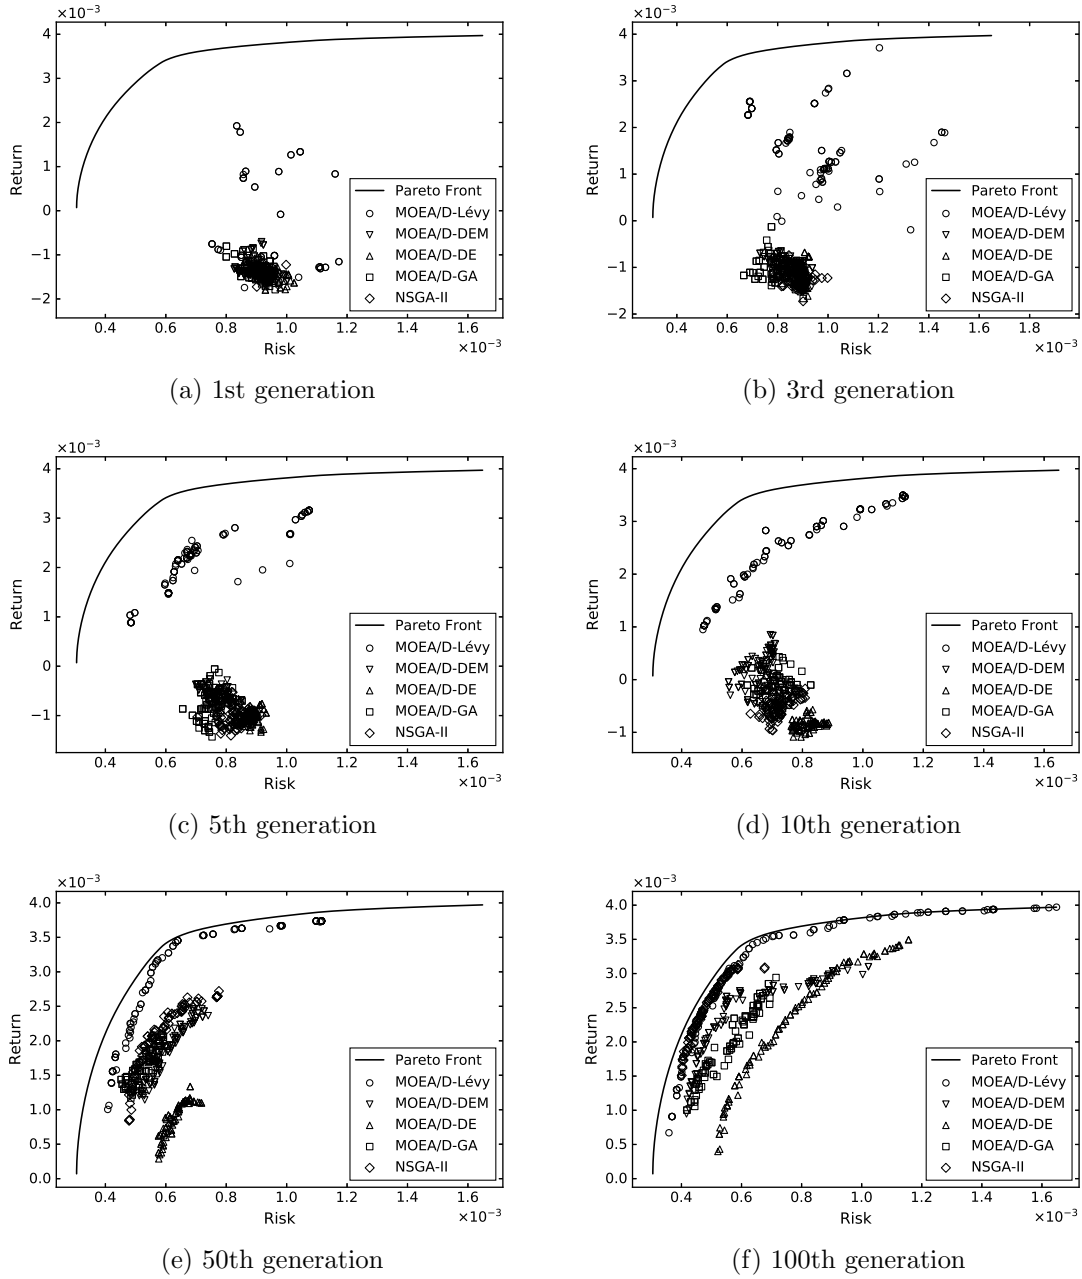 ×10⁻³
4
3
2
1
0
−1
−2
Return
0.4 0.6 0.8 1.0 1.2 1.4 1.6
Risk
×10⁻³
Pareto Front
MOEA/D-Lévy
MOEA/D-DEM
MOEA/D-DE
MOEA/D-GA
NSGA-II
(a) 1st generation
×10⁻³
4
3
2
1
0
−1
−2
Return
0.4 0.6 0.8 1.0 1.2 1.4 1.6 1.8
Risk
×10⁻³
Pareto Front
MOEA/D-Lévy
MOEA/D-DEM
MOEA/D-DE
MOEA/D-GA
NSGA-II
(b) 3rd generation
×10⁻³
4
3
2
1
0
−1
Return
0.4 0.6 0.8 1.0 1.2 1.4 1.6
Risk
×10⁻³
Pareto Front
MOEA/D-Lévy
MOEA/D-DEM
MOEA/D-DE
MOEA/D-GA
NSGA-II
(c) 5th generation
×10⁻³
4
3
2
1
0
−1
Return
0.4 0.6 0.8 1.0 1.2 1.4 1.6
Risk
×10⁻³
Pareto Front
MOEA/D-Lévy
MOEA/D-DEM
MOEA/D-DE
MOEA/D-GA
NSGA-II
(d) 10th generation
×10⁻³
4.0
3.5
3.0
2.5
2.0
1.5
1.0
0.5
0.0
Return
0.4 0.6 0.8 1.0 1.2 1.4 1.6
Risk
×10⁻³
Pareto Front
MOEA/D-Lévy
MOEA/D-DEM
MOEA/D-DE
MOEA/D-GA
NSGA-II
(e) 50th generation
×10⁻³
4.0
3.5
3.0
2.5
2.0
1.5
1.0
0.5
0.0
Return
0.4 0.6 0.8 1.0 1.2 1.4 1.6
Risk
×10⁻³
Pareto Front
MOEA/D-Lévy
MOEA/D-DEM
MOEA/D-DE
MOEA/D-GA
NSGA-II
(f) 100th generation